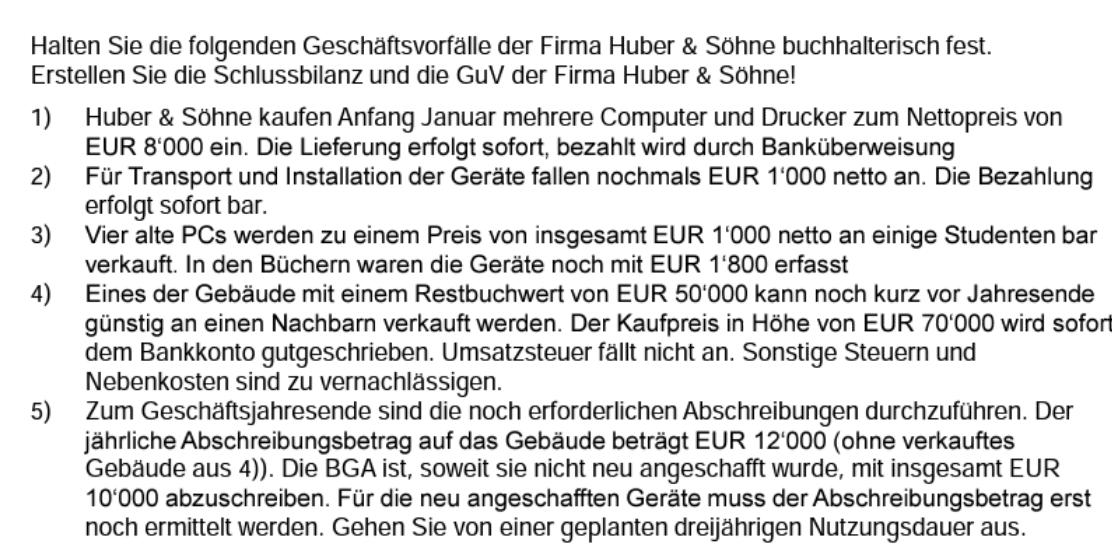 Halten Sie die folgenden Geschäftsvorfälle der Firma Huber & Söhne buchhalterisch fest.
Erstellen Sie die Schlussbilanz und die GuV der Firma Huber & Söhne!
1) Huber & Söhne kaufen Anfang Januar mehrere Computer und Drucker zum Nettopreis von
EUR 8‘000 ein. Die Lieferung erfolgt sofort, bezahlt wird durch Banküberweisung
2) Für Transport und Installation der Geräte fallen nochmals EUR 1‘000 netto an. Die Bezahlung
erfolgt sofort bar.
3) Vier alte PCs werden zu einem Preis von insgesamt EUR 1‘000 netto an einige Studenten bar
verkauft. In den Büchern waren die Geräte noch mit EUR 1‘800 erfasst
4) Eines der Gebäude mit einem Restbuchwert von EUR 50‘000 kann noch kurz vor Jahresende
günstig an einen Nachbarn verkauft werden. Der Kaufpreis in Höhe von EUR 70‘000 wird sofort
dem Bankkonto gutgeschrieben. Umsatzsteuer fällt nicht an. Sonstige Steuern und
Nebenkosten sind zu vernachlässigen.
5) Zum Geschäftsjahresende sind die noch erforderlichen Abschreibungen durchzuführen. Der
jährliche Abschreibungsbetrag auf das Gebäude beträgt EUR 12‘000 (ohne verkauftes
Gebäude aus 4)). Die BGA ist, soweit sie nicht neu angeschafft wurde, mit insgesamt EUR
10‘000 abzuschreiben. Für die neu angeschafften Geräte muss der Abschreibungsbetrag erst
noch ermittelt werden. Gehen Sie von einer geplanten dreijährigen Nutzungsdauer aus.